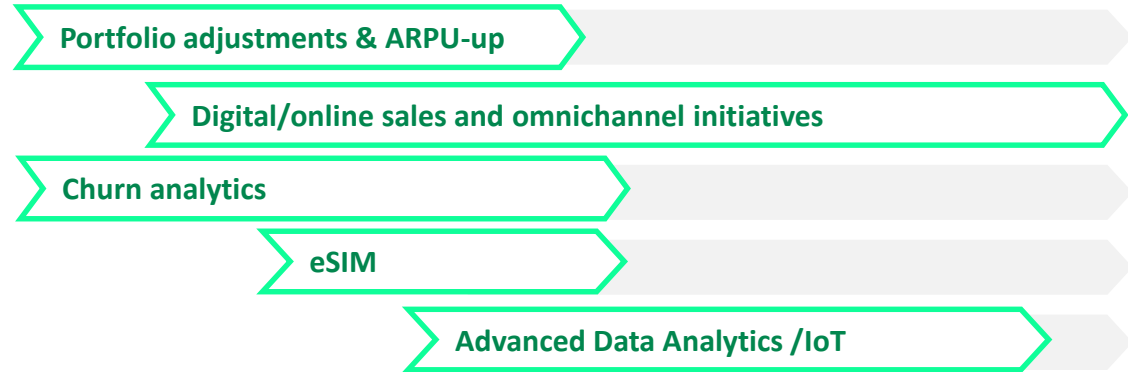 Portfolio adjustments & ARPU-up
Digital/online sales and omnichannel initiatives
Churn analytics
eSIM
Advanced Data Analytics /IoT